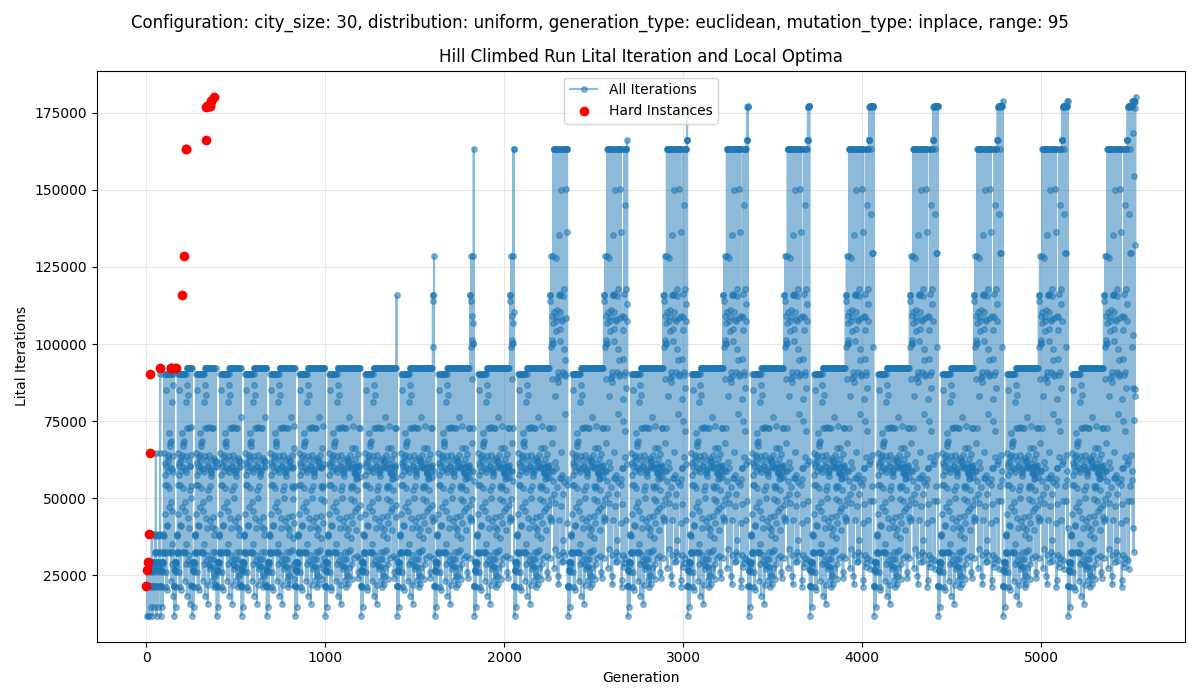 Configuration: city_size: 30, distribution: uniform, generation_type: euclidean, mutation_type: inplace, range: 95
Hill Climbed Run Lital Iteration and Local Optima
All Iterations
Hard Instances
175000
150000
125000
100000
75000
50000
25000
Lital Iterations
0 1000 2000 3000 4000 5000
Generation